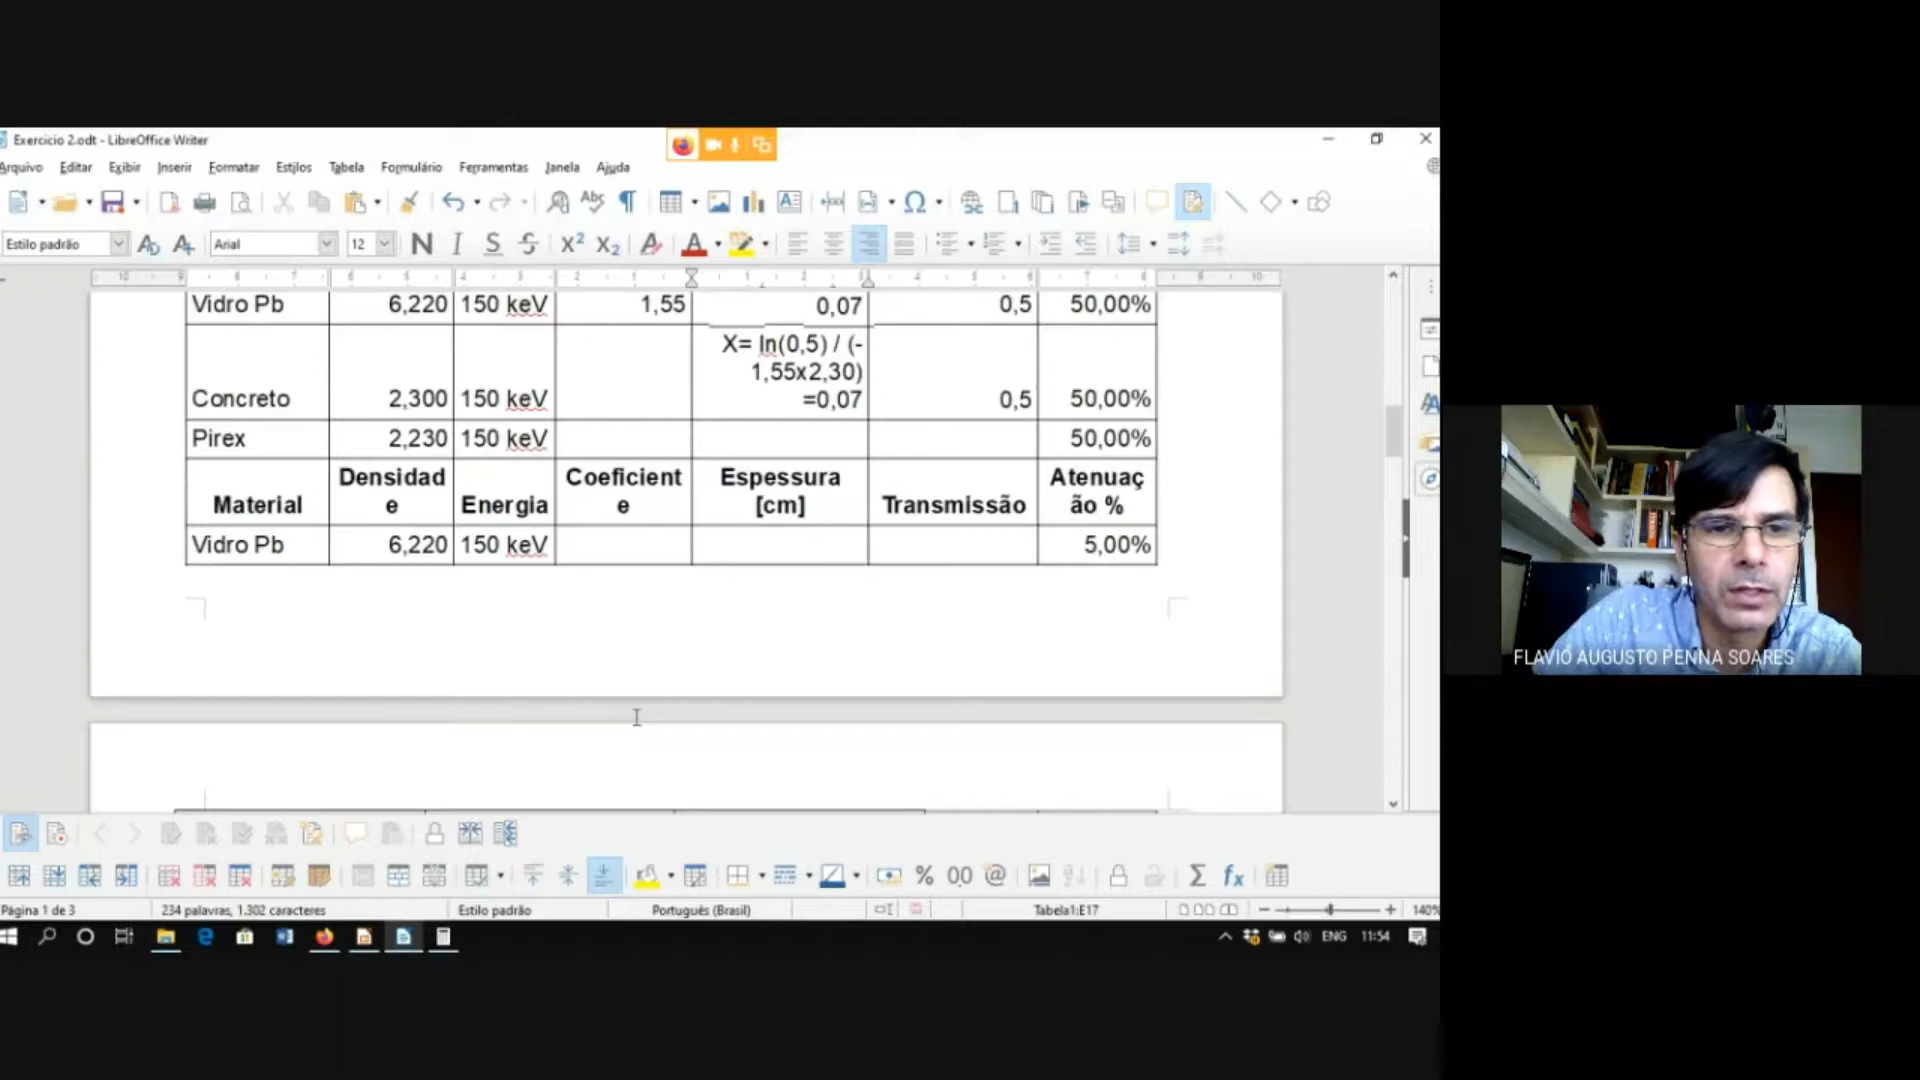 Exercicio 2.odt - LibreOffice Writer
Arquivo Editar Exibir Inserir Formatar Estilos Tabela Formulário Ferramentas Janela Ajuda
Estilo padrão Arial 12 N I S S X² X₂
Vidro Pb 6,220 150 keV 1,55 0,07 0,5 50,00%
X= ln(0,5) / (-
1,55x2,30)
Concreto 2,300 150 keV =0,07 0,5 50,00%
Pirex 2,230 150 keV 50,00%
Densidad Coeficient Espessura Atenuaç
Material e Energia e [cm] Transmissão ão %
Vidro Pb 6,220 150 keV 5,00%
FLAVIO AUGUSTO PENNA SOARES
Página 1 de 3 234 palavras, 1.302 caracteres Estilo padrão Português (Brasil) Tabela1:E17 140%
ENG 11:54